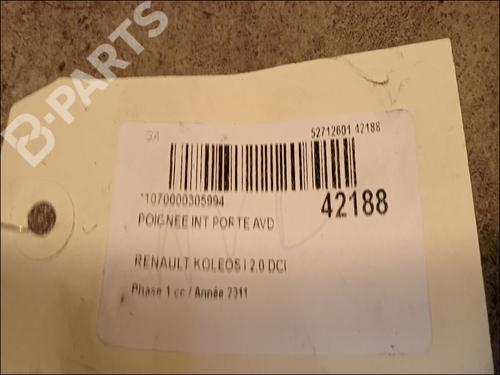 B-PARTS
3A
52712601 42188
*1070000305994
42188
POIGNEE INT PORTE AVD
RENAULT KOLEOS I 2.0 DCI
Phase 1 cc / Année 2011